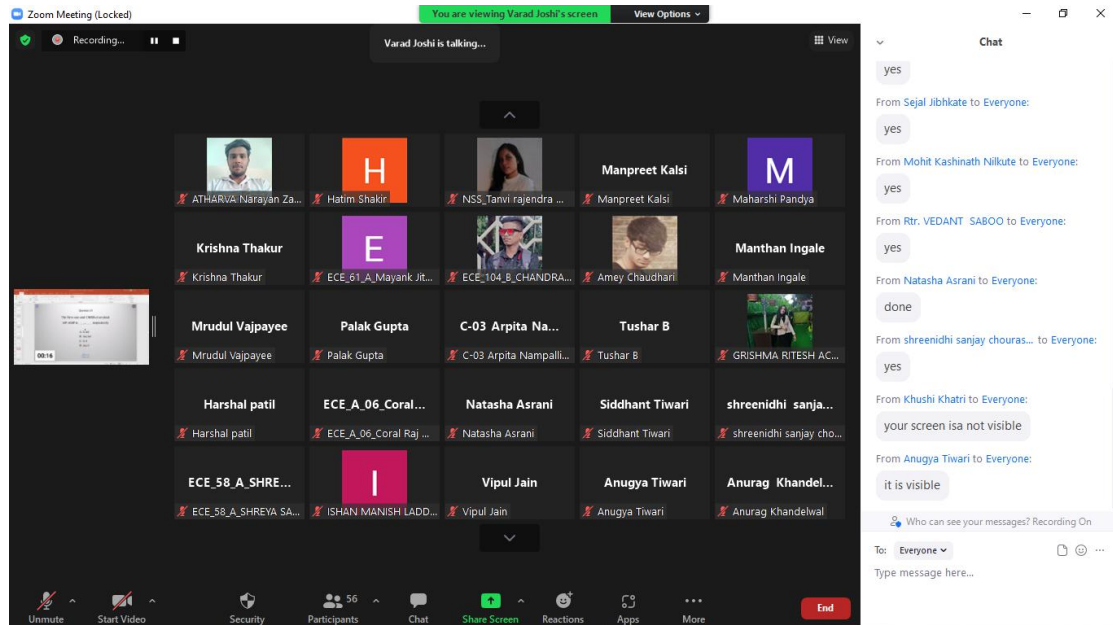 Zoom Meeting (Locked)
You are viewing Varad Joshi's screen
View Options
Recording...
Varad Joshi is talking...
View
H
Manpreet Kalsi
M
ATHARVA Narayan Za...
Hatim Shakir
NSS_Tanvi rajendra ...
Manpreet Kalsi
Maharshi Pandya
Krishna Thakur
E
Manthan Ingale
Krishna Thakur
ECE_61_A_Mayank Jit...
ECE_104_B_CHANDRA...
Amey Chaudhari
Manthan Ingale
00:16
Mrudul Vajpayee
Palak Gupta
C-03 Arpita Na...
Tushar B
Mrudul Vajpayee
Palak Gupta
C-03 Arpita Nampalli...
Tushar B
GRISHMA RITESH AC...
Harshal patil
ECE_A_06_Coral...
Natasha Asrani
Siddhant Tiwari
shreenidhi sanja...
Harshal patil
ECE_A_06_Coral Raj ...
Natasha Asrani
Siddhant Tiwari
shreenidhi sanjay cho...
ECE_58_A_SHRE...
I
Vipul Jain
Anugya Tiwari
Anurag Khandel...
ECE_58_A_SHREYA SA...
ISHAN MANISH LADD...
Vipul Jain
Anugya Tiwari
Anurag Khandelwal
Unmute
Start Video
Security
56
Participants
Chat
Share Screen
Reactions
Apps
More
End
Chat
yes
From Sejal Jibhkate to Everyone:
yes
From Mohit Kashinath Nilkute to Everyone:
yes
From Rtr. VEDANT SABOO to Everyone:
yes
From Natasha Asrani to Everyone:
done
From shreenidhi sanjay chouras... to Everyone:
yes
From Khushi Khatri to Everyone:
your screen isa not visible
From Anugya Tiwari to Everyone:
it is visible
Who can see your messages? Recording On
To: Everyone
Type message here...